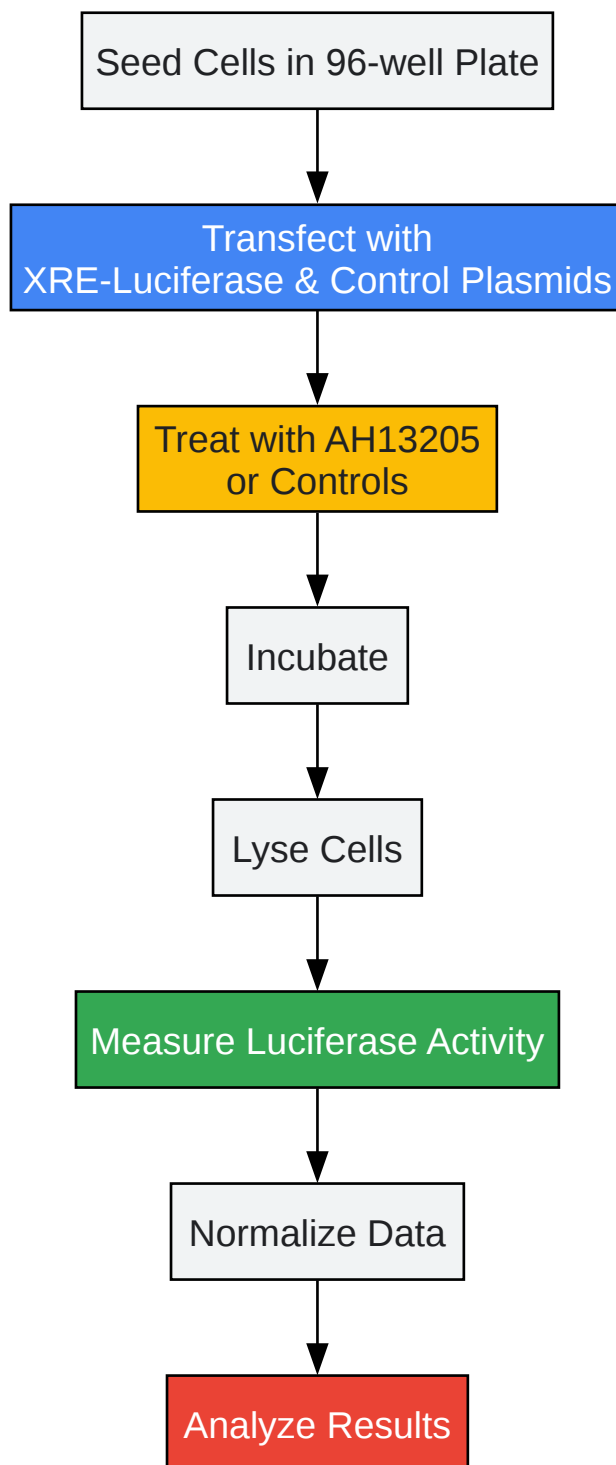 Seed Cells in 96-well Plate
Transfect with
XRE-Luciferase & Control Plasmids
Treat with AH13205
or Controls
Incubate
Lyse Cells
Measure Luciferase Activity
Normalize Data
Analyze Results